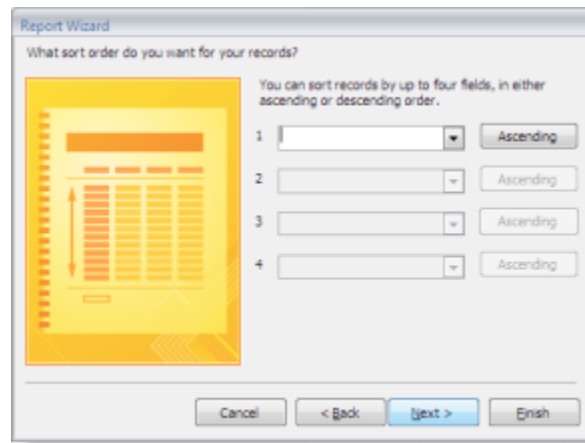 Report Wizard
What sort order do you want for your records?
You can sort records by up to four fields, in either
ascending or descending order.
1 Ascending
2 Ascending
3 Ascending
4 Ascending
Cancel < Back Next > Finish